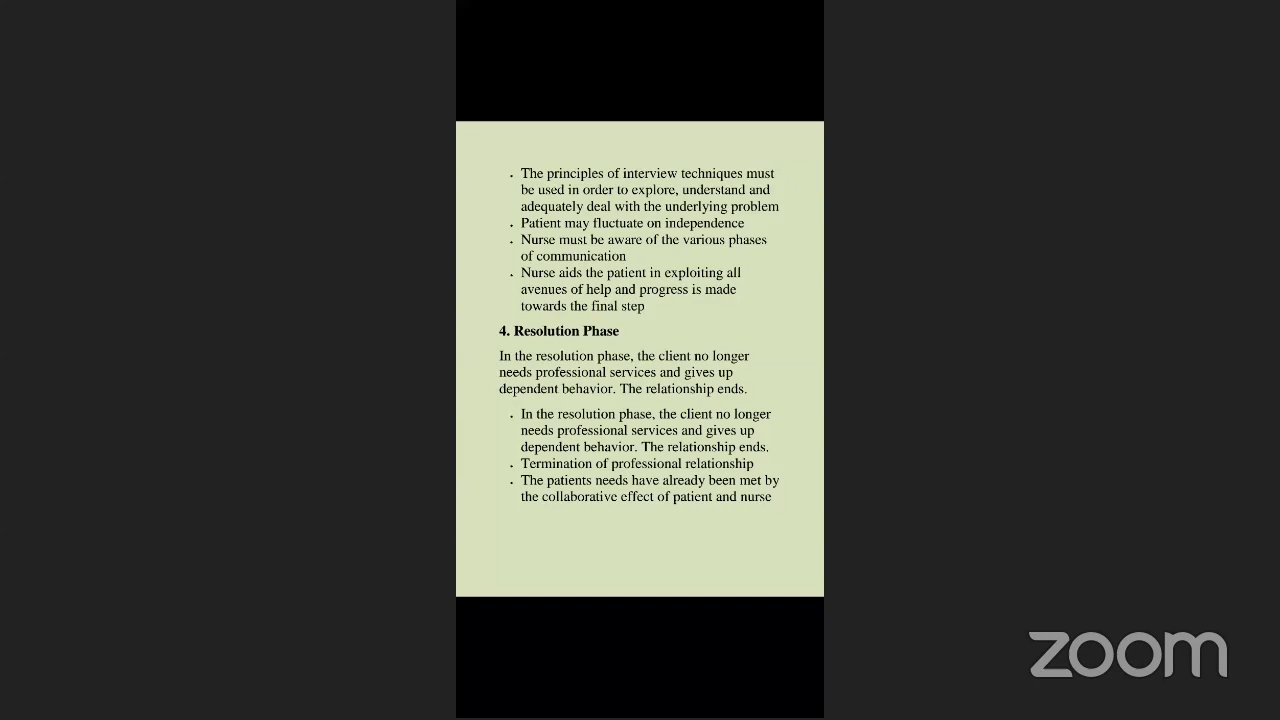 . The principles of interview techniques must
be used in order to explore, understand and
adequately deal with the underlying problem
. Patient may fluctuate on independence
. Nurse must be aware of the various phases
of communication
. Nurse aids the patient in exploiting all
avenues of help and progress is made
towards the final step
4. Resolution Phase
In the resolution phase, the client no longer
needs professional services and gives up
dependent behavior. The relationship ends.
. In the resolution phase, the client no longer
needs professional services and gives up
dependent behavior. The relationship ends.
. Termination of professional relationship
. The patients needs have already been met by
the collaborative effect of patient and nurse
zoom